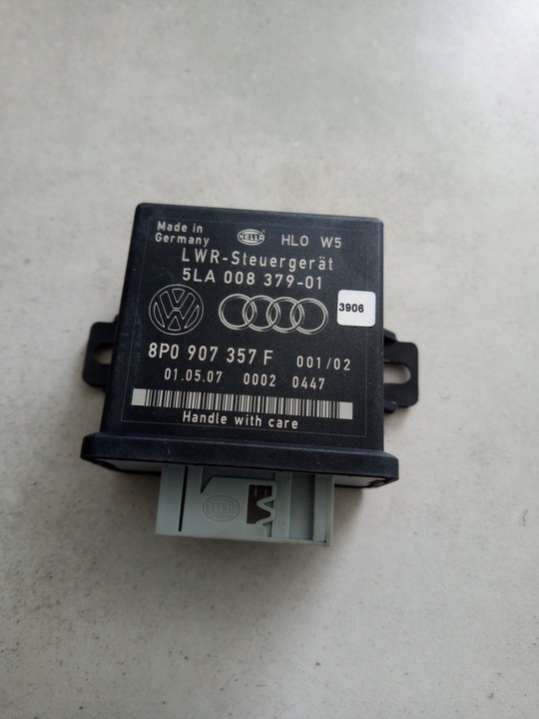 Made in
Germany
HELLA
HLO W5
LWR-Steuergerät
5LA 008 379-01
3906
8P0 907 357 F 001/02
01.05.07 0002 0447
Handle with care